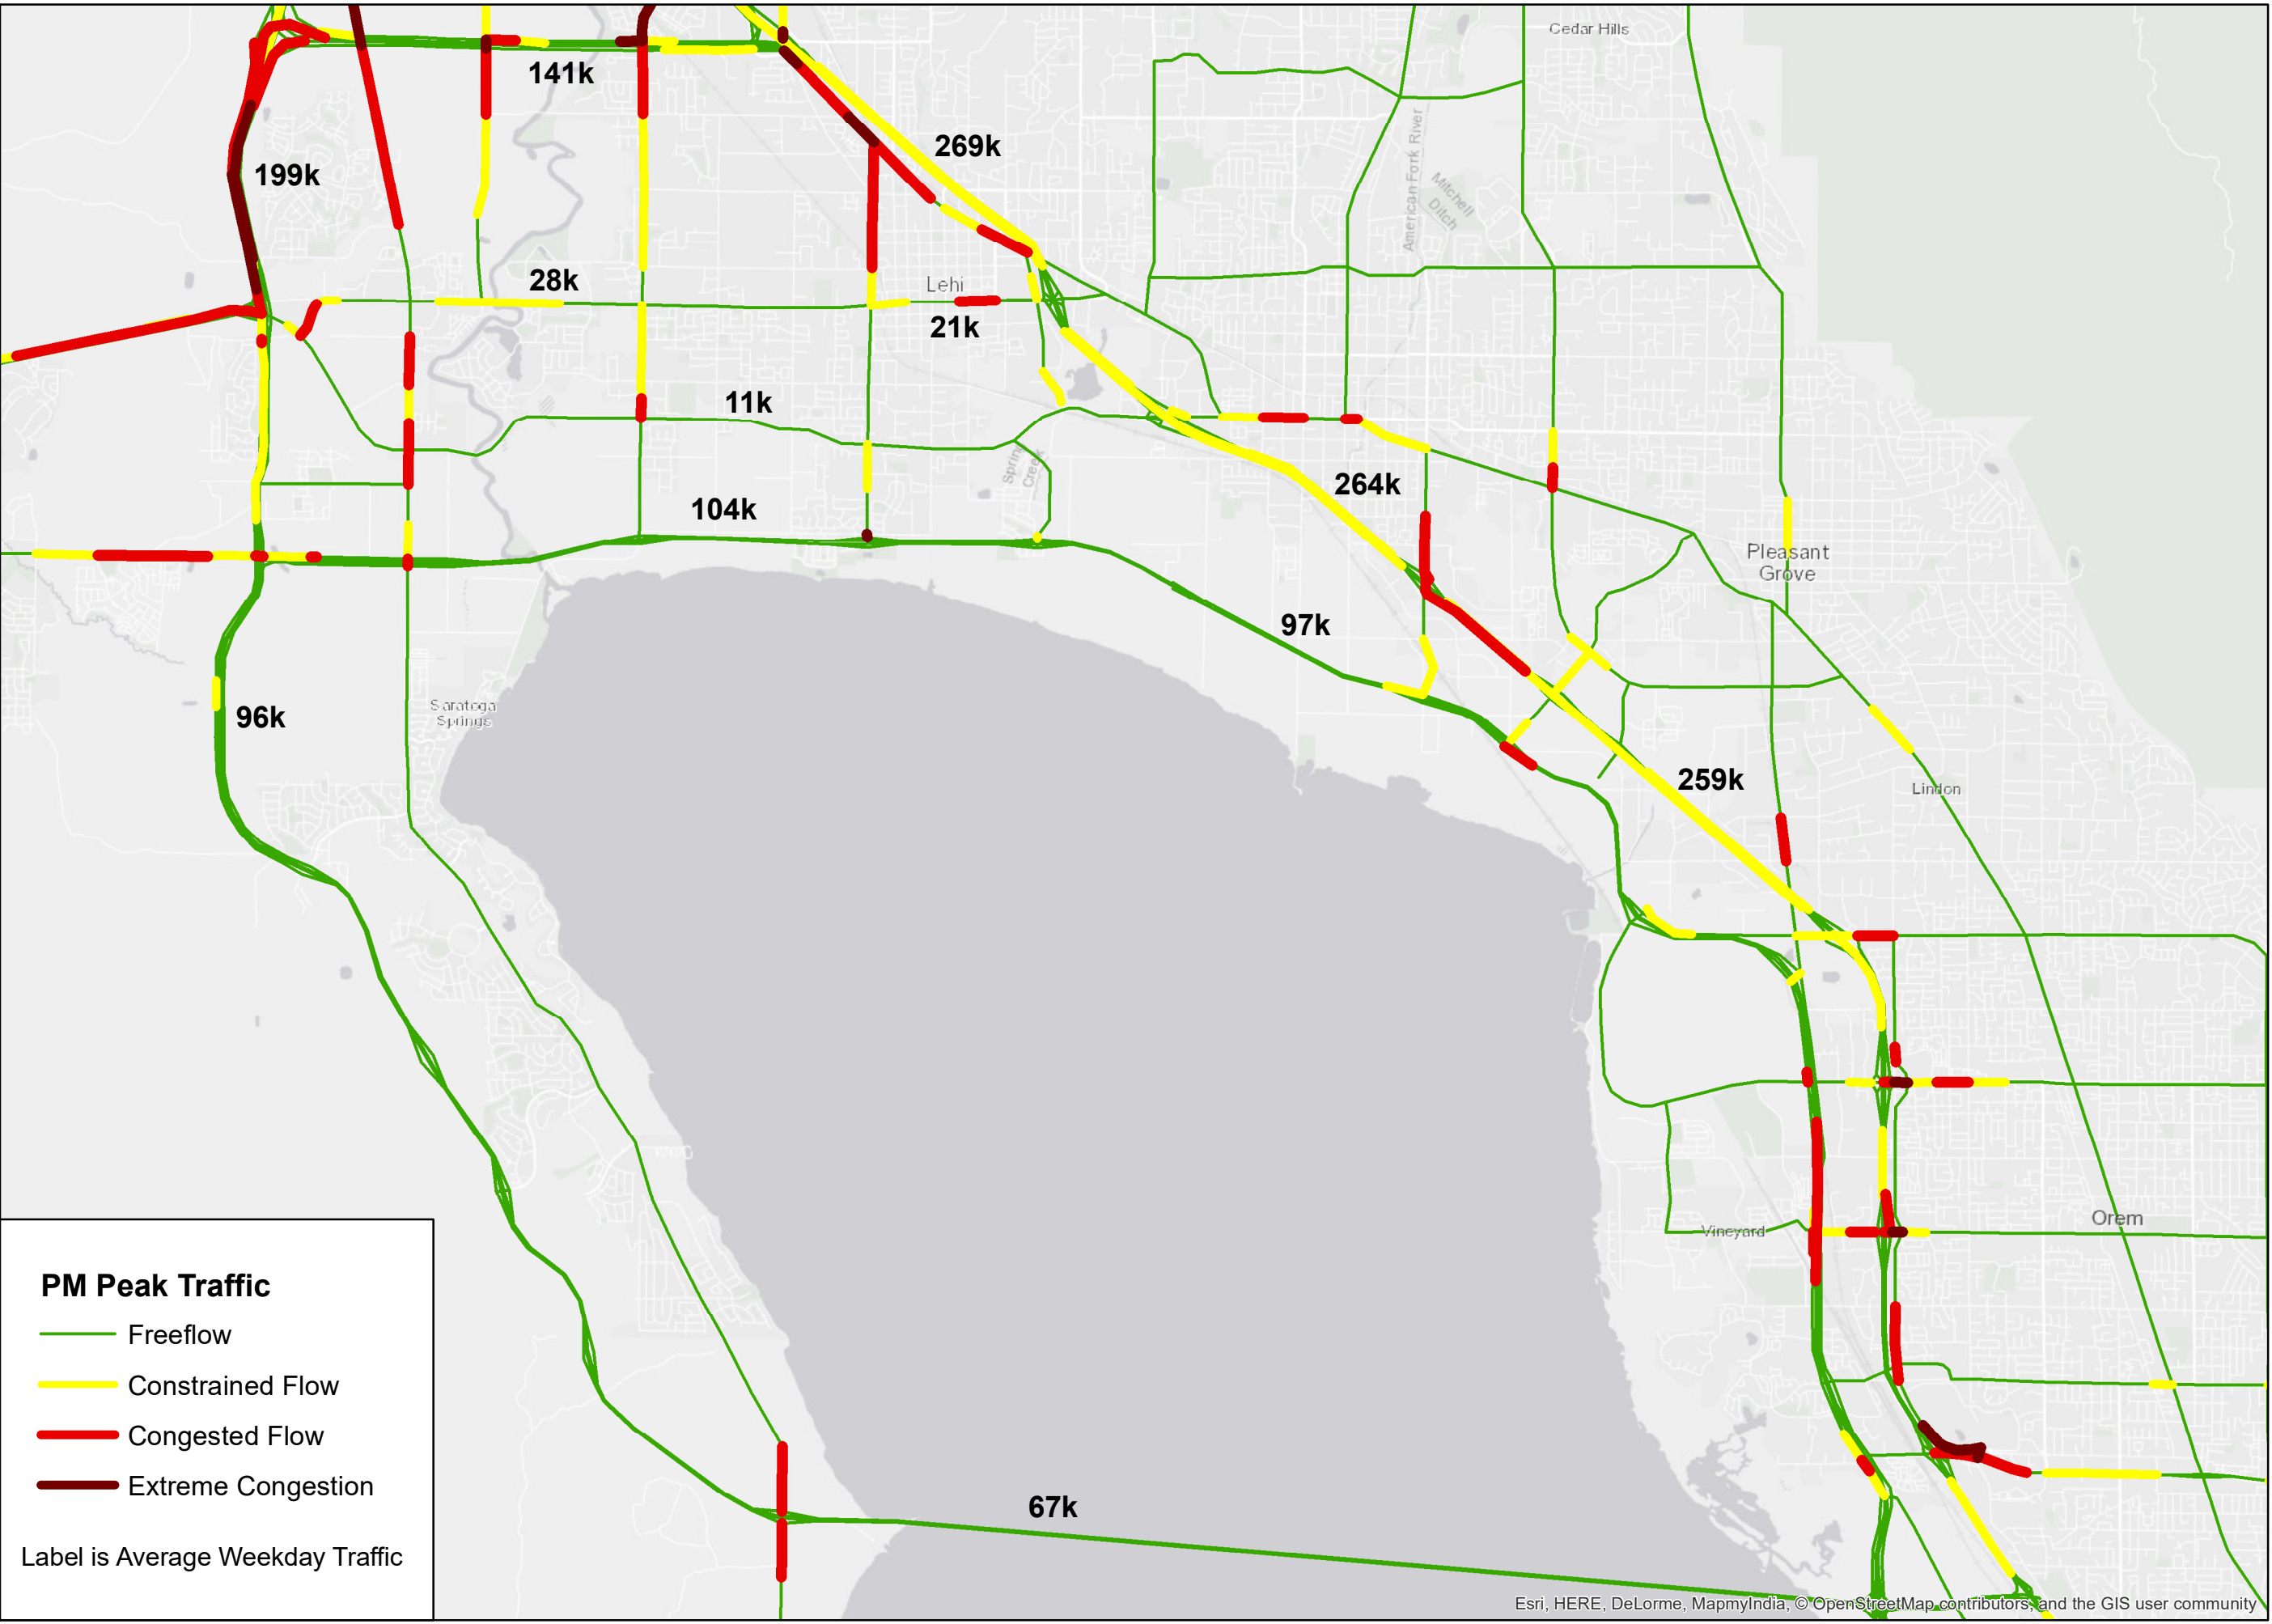 Cedar Hills
141k
269k
199k
American Fork River
Mitchell
Ditch
28k
Lehi
21k
11k
Creek
264k
104k
Pleasant
Grove
97k
Saratoga
Springs
96k
259k
Lindon
Orem
Vineyard
PM Peak Traffic
Freeflow
Constrained Flow
Congested Flow
Extreme Congestion
67k
Label is Average Weekday Traffic
Esri, HERE, DeLorme, MapmyIndia, © OpenStreetMap contributors, and the GIS user community